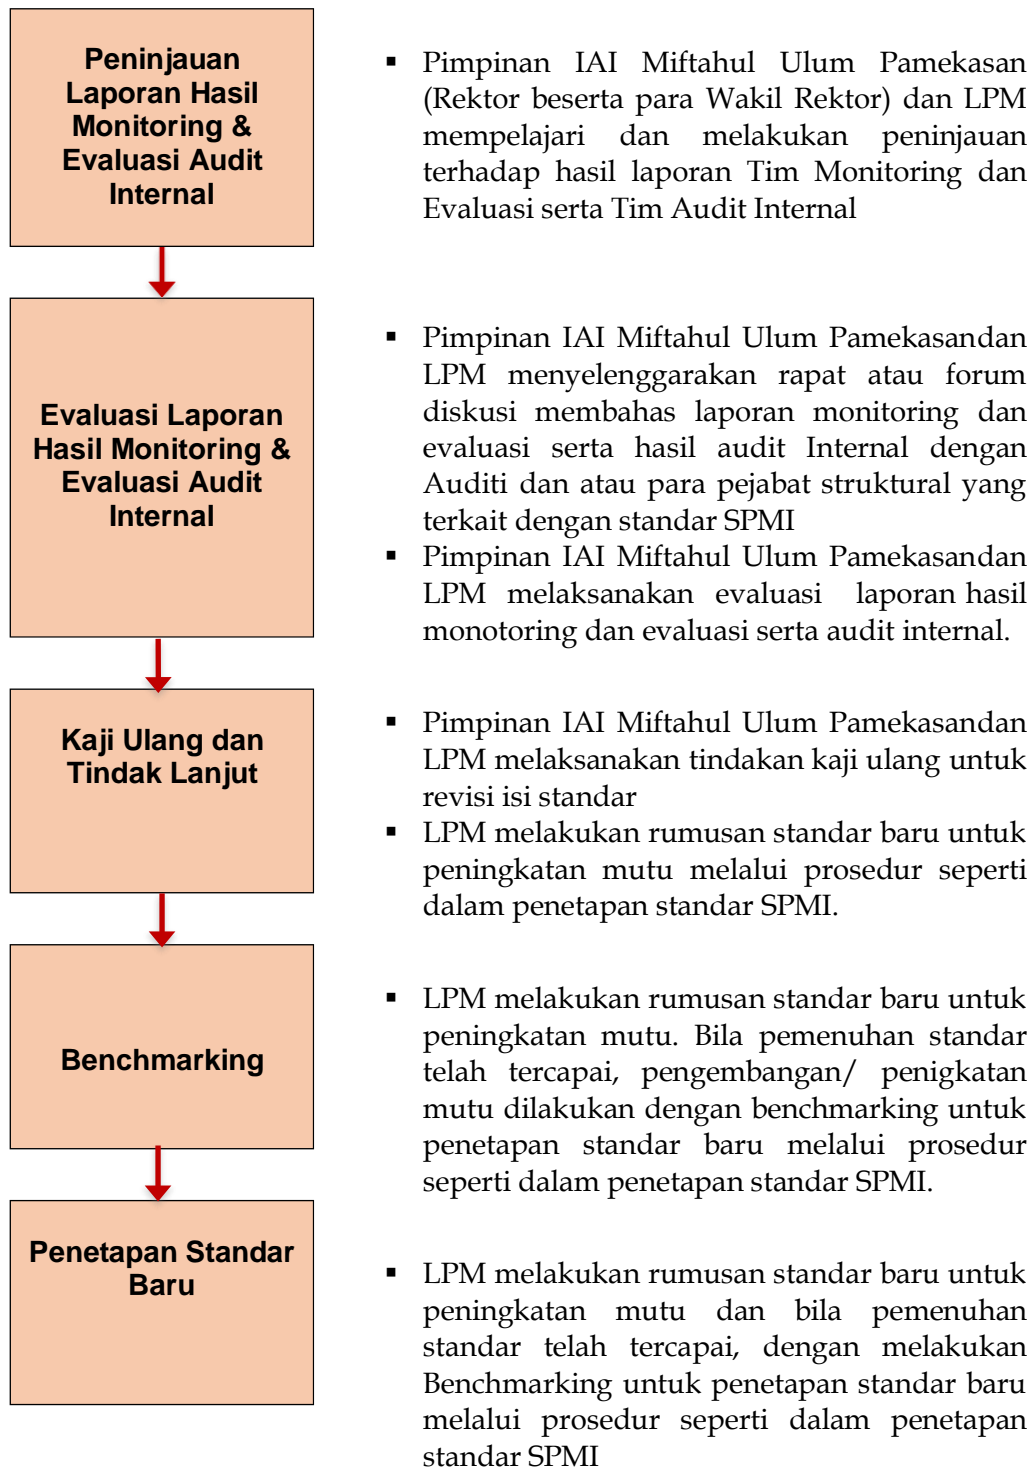 Peninjauan
Laporan Hasil
Monitoring &
Evaluasi Audit
Internal
▪ Pimpinan IAI Miftahul Ulum Pamekasan
(Rektor beserta para Wakil Rektor) dan LPM
mempelajari dan melakukan peninjauan
terhadap hasil laporan Tim Monitoring dan
Evaluasi serta Tim Audit Internal
Evaluasi Laporan
Hasil Monitoring &
Evaluasi Audit
Internal
▪ Pimpinan IAI Miftahul Ulum Pamekasandan
LPM menyelenggarakan rapat atau forum
diskusi membahas laporan monitoring dan
evaluasi serta hasil audit Internal dengan
Auditi dan atau para pejabat struktural yang
terkait dengan standar SPMI
▪ Pimpinan IAI Miftahul Ulum Pamekasandan
LPM melaksanakan evaluasi laporan hasil
monotoring dan evaluasi serta audit internal.
Kaji Ulang dan
Tindak Lanjut
▪ Pimpinan IAI Miftahul Ulum Pamekasandan
LPM melaksanakan tindakan kaji ulang untuk
revisi isi standar
▪ LPM melakukan rumusan standar baru untuk
peningkatan mutu melalui prosedur seperti
dalam penetapan standar SPMI.
Benchmarking
▪ LPM melakukan rumusan standar baru untuk
peningkatan mutu. Bila pemenuhan standar
telah tercapai, pengembangan/ penigkatan
mutu dilakukan dengan benchmarking untuk
penetapan standar baru melalui prosedur
seperti dalam penetapan standar SPMI.
Penetapan Standar
Baru
▪ LPM melakukan rumusan standar baru untuk
peningkatan mutu dan bila pemenuhan
standar telah tercapai, dengan melakukan
Benchmarking untuk penetapan standar baru
melalui prosedur seperti dalam penetapan
standar SPMI